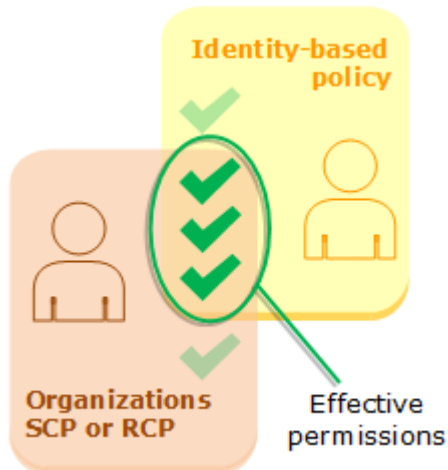 Identity-based
policy
Organizations
SCP or RCP
Effective
permissions